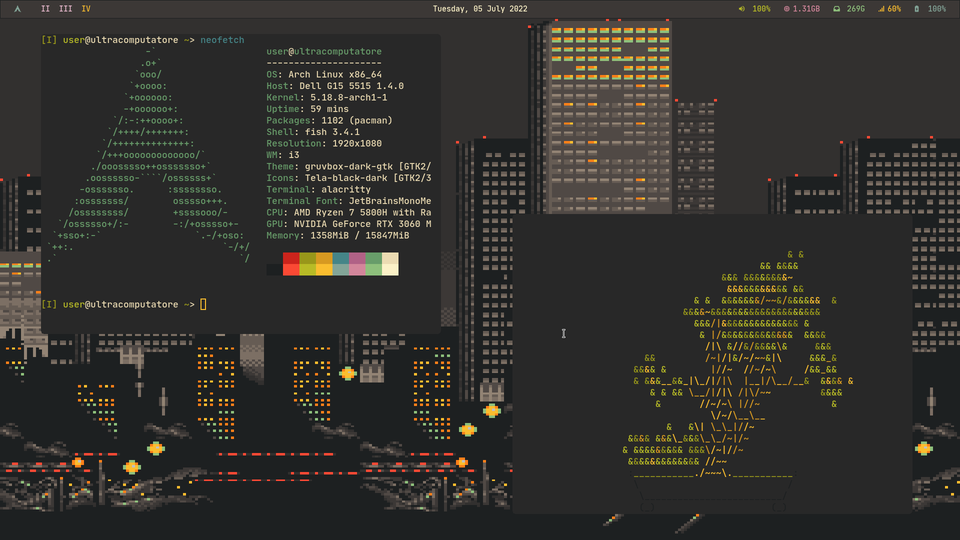 II III IV
Tuesday, 05 July 2022
100% 1.31GB 269G 60% 100%
[I] user@ultracomputatore ~> neofetch
user@ultracomputatore
---------------------
OS: Arch Linux x86_64
Host: Dell G15 5515 1.4.0
Kernel: 5.18.8-arch1-1
Uptime: 59 mins
Packages: 1102 (pacman)
Shell: fish 3.4.1
Resolution: 1920x1080
WM: i3
Theme: gruvbox-dark-gtk [GTK2/
Icons: Tela-black-dark [GTK2/3
Terminal: alacritty
Terminal Font: JetBrainsMonoMe
CPU: AMD Ryzen 7 5800H with Ra
GPU: NVIDIA GeForce RTX 3060 M
Memory: 1358MiB / 15847MiB
[I] user@ultracomputatore ~>